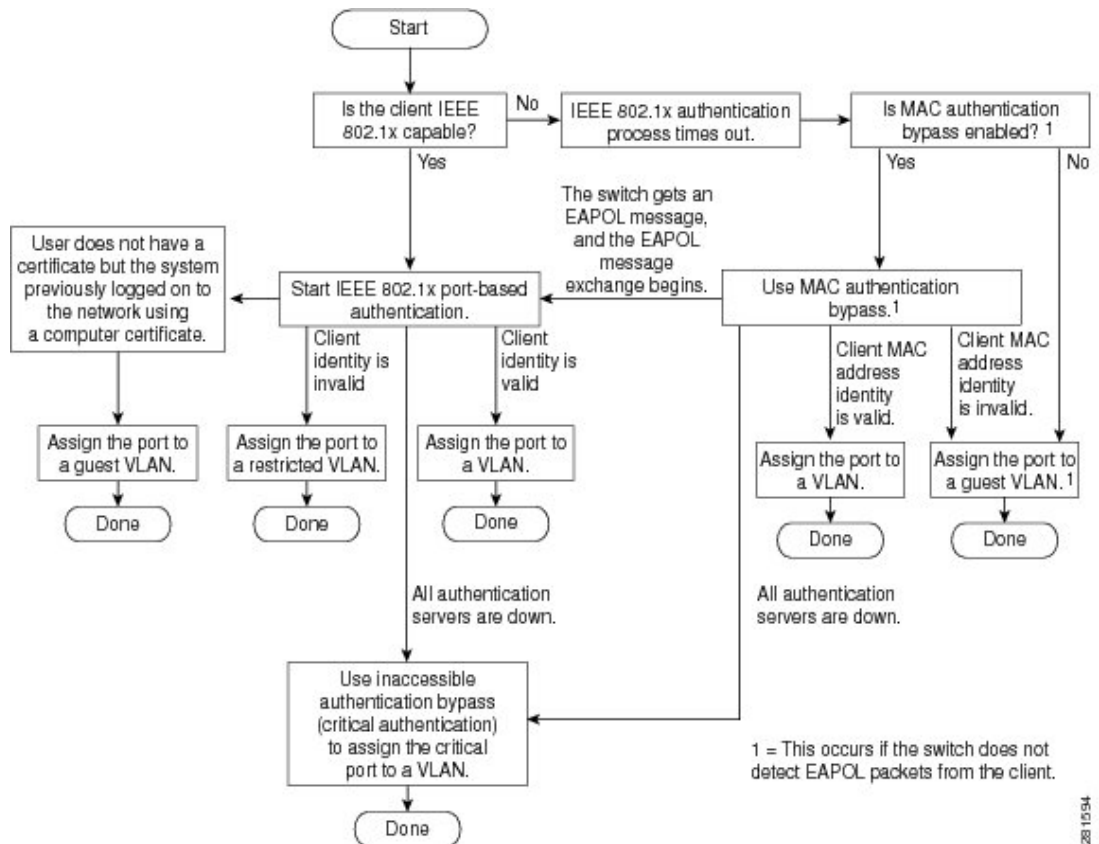 Start
Is the client IEEE
802.1x capable?
No
IEEE 802.1x authentication
process times out.
Is MAC authentication
bypass enabled? 1
Yes
Yes
No
The switch gets an
EAPOL message,
and the EAPOL
message
exchange begins.
User does not have a
certificate but the system
previously logged on to
the network using
a computer certificate.
Start IEEE 802.1x port-based
authentication.
Use MAC authentication
bypass.1
Client
identity is
invalid
Client
identity is
valid
Client MAC
address
identity
is valid.
Client MAC
address
identity
is invalid.
Assign the port to
a guest VLAN.
Assign the port to
a restricted VLAN.
Assign the port to
a VLAN.
Assign the port to
a VLAN.
Assign the port to
a guest VLAN.1
Done
Done
Done
Done
Done
All authentication
servers are down.
All authentication
servers are down.
Use inaccessible
authentication bypass
(critical authentication)
to assign the critical
port to a VLAN.
1 = This occurs if the switch does not
detect EAPOL packets from the client.
Done
281594